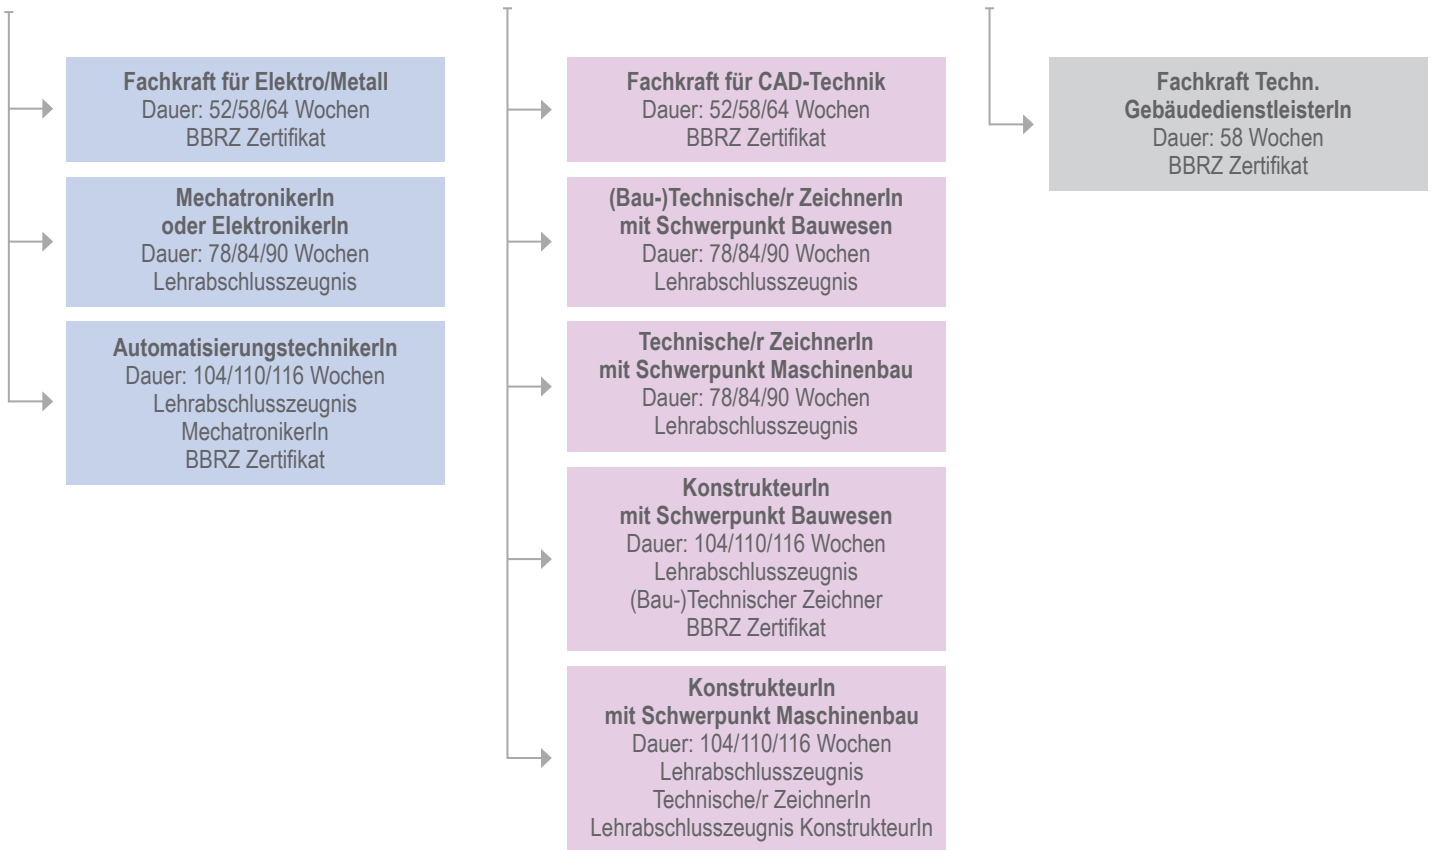 Fachkraft für Elektro/Metall
Dauer: 52/58/64 Wochen
BBRZ Zertifikat
MechatronikerIn
oder ElektronikerIn
Dauer: 78/84/90 Wochen
Lehrabschlusszeugnis
AutomatisierungstechnikerIn
Dauer: 104/110/116 Wochen
Lehrabschlusszeugnis
MechatronikerIn
BBRZ Zertifikat
Fachkraft für CAD-Technik
Dauer: 52/58/64 Wochen
BBRZ Zertifikat
(Bau-)Technische/r ZeichnerIn
mit Schwerpunkt Bauwesen
Dauer: 78/84/90 Wochen
Lehrabschlusszeugnis
Technische/r ZeichnerIn
mit Schwerpunkt Maschinenbau
Dauer: 78/84/90 Wochen
Lehrabschlusszeugnis
KonstrukteurIn
mit Schwerpunkt Bauwesen
Dauer: 104/110/116 Wochen
Lehrabschlusszeugnis
(Bau-)Technischer Zeichner
BBRZ Zertifikat
KonstrukteurIn
mit Schwerpunkt Maschinenbau
Dauer: 104/110/116 Wochen
Lehrabschlusszeugnis
Technische/r ZeichnerIn
Lehrabschlusszeugnis KonstrukteurIn
Fachkraft Techn.
GebäudedienstleisterIn
Dauer: 58 Wochen
BBRZ Zertifikat